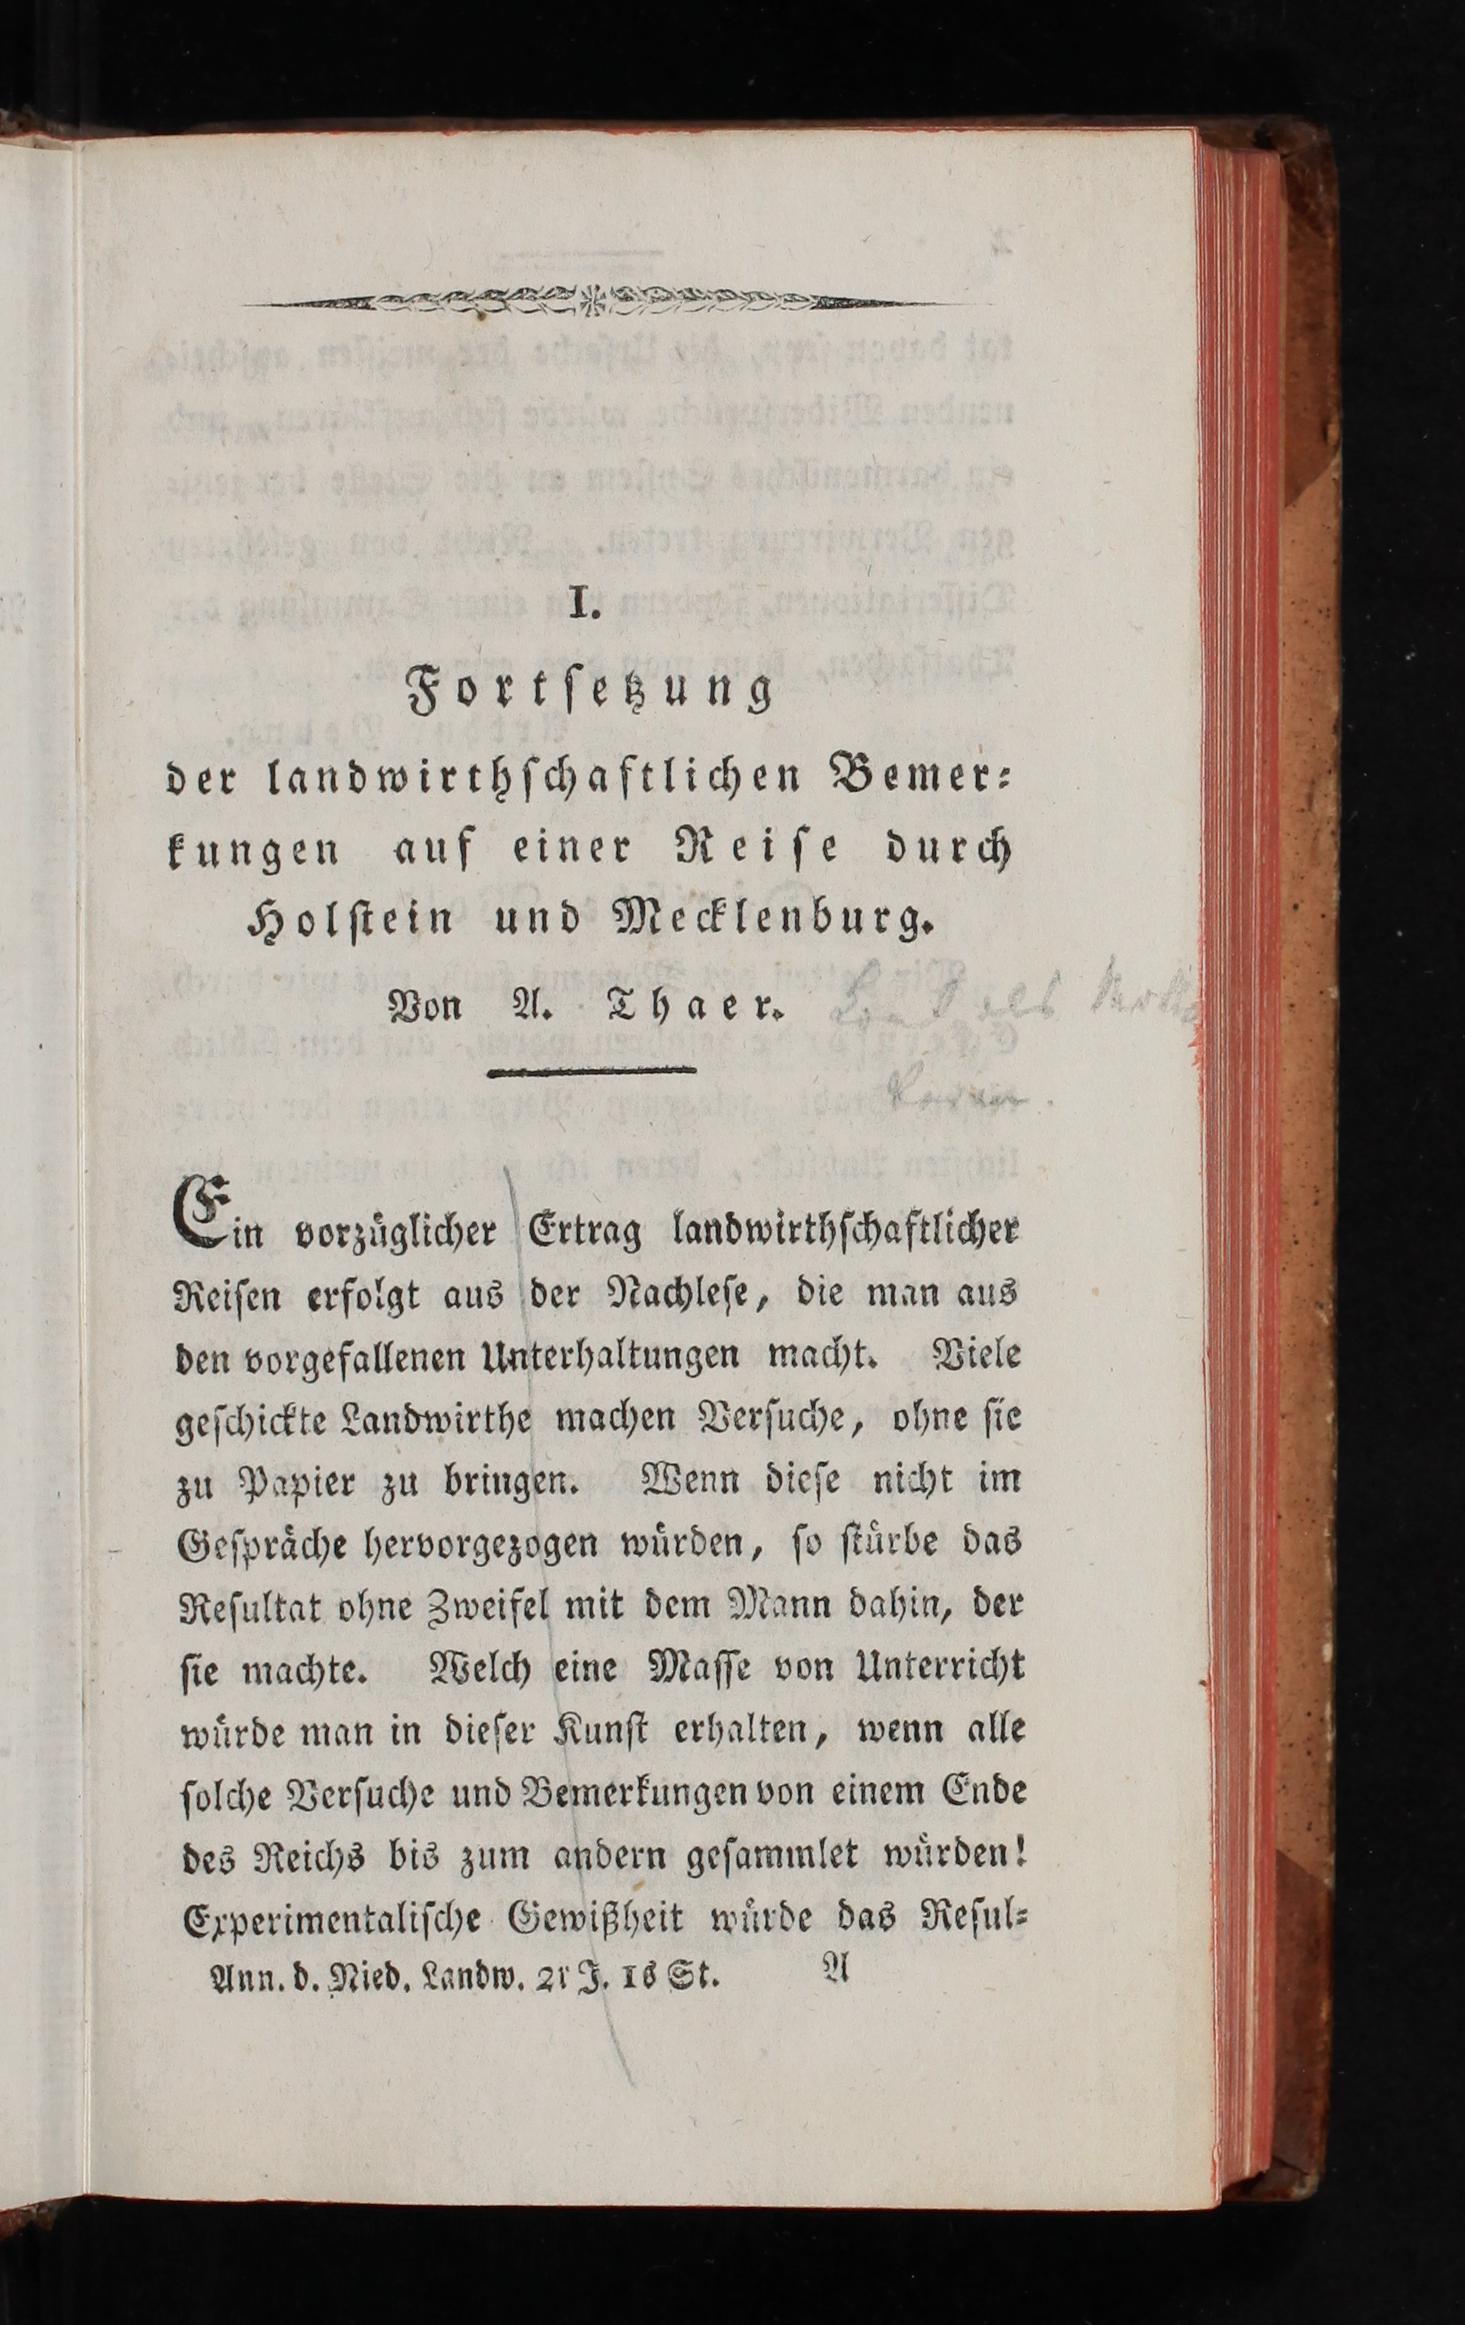 I.
Fortſetzung
der landwirthſchaftlichen Bemer⸗
kungen auf einer Reiſe durch
Holſtein und Mecklenburg.
Von A. Thaer.
Ein vorzüglicher Ertrag landwirthſchaftlicher
Reiſen erfolgt aus der Nachleſe, die man aus
den vorgefallenen Unterhaltungen macht. Viele
geſchickte Landwirthe machen Verſuche, ohne ſie
zu Papier zu bringen. Wenn dieſe nicht im
Geſpräche hervorgezogen würden, ſo ſtürbe das
Reſultat ohne Zweifel mit dem Mann dahin, der
ſie machte. Welch eine Maſſe von Unterricht
würde man in dieſer Kunſt erhalten, wenn alle
ſolche Verſuche und Bemerkungen von einem Ende
des Reichs bis zum andern geſammlet würden!
Experimentaliſche Gewißheit würde das Reſul⸗
Ann. d. Nied. Landw. 2r J. 1s St. A